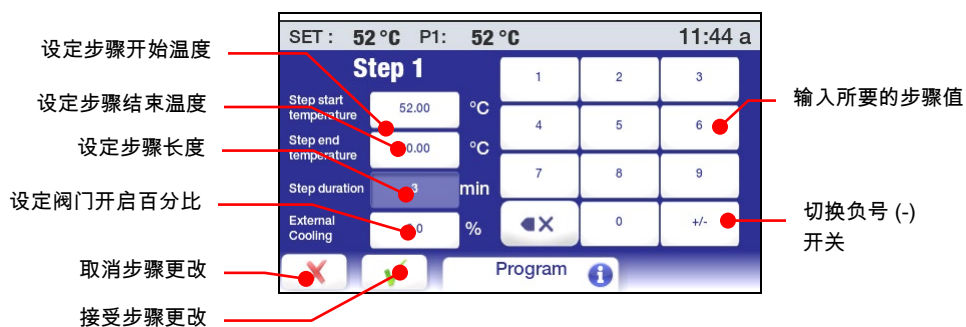 SET : 52 °C P1: 52 °C 11:44 a
设定步骤开始温度
Step 1
1 2 3
设定步骤结束温度
Step start
temperature 52.00 °C
输入所要的步骤值
4 5 6
设定步骤长度
Step end
temperature 0.00 °C
7 8 9
Step duration 3 min
设定阀门开启百分比
External
Cooling 0 %
X 0 +/-
切换负号 (-)
开关
取消步骤更改
Program i
接受步骤更改